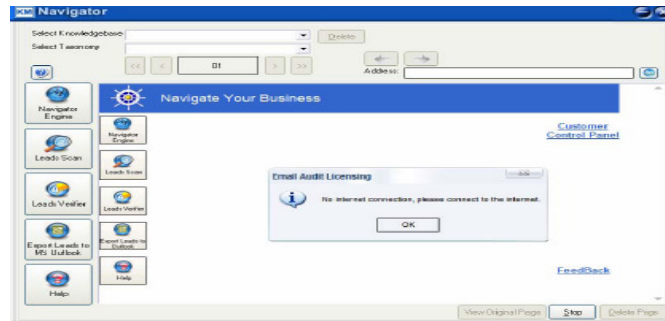 KM Navigator
Select Knowledgebase
Delete
Select Taxonomy
<< < 01 > >>
Address:
Navigator
Engine
Leads Scan
Leads Verifier
Export Leads to
MS Outlook
Help
Navigate Your Business
Navigator
Engine
Leads Scan
Leads Verifier
Export Leads to
Outlook
Help
Customer
Control Panel
Email Audit Licensing
No internet connection, please connect to the internet.
OK
FeedBack
View Original Page
Stop
Delete Page